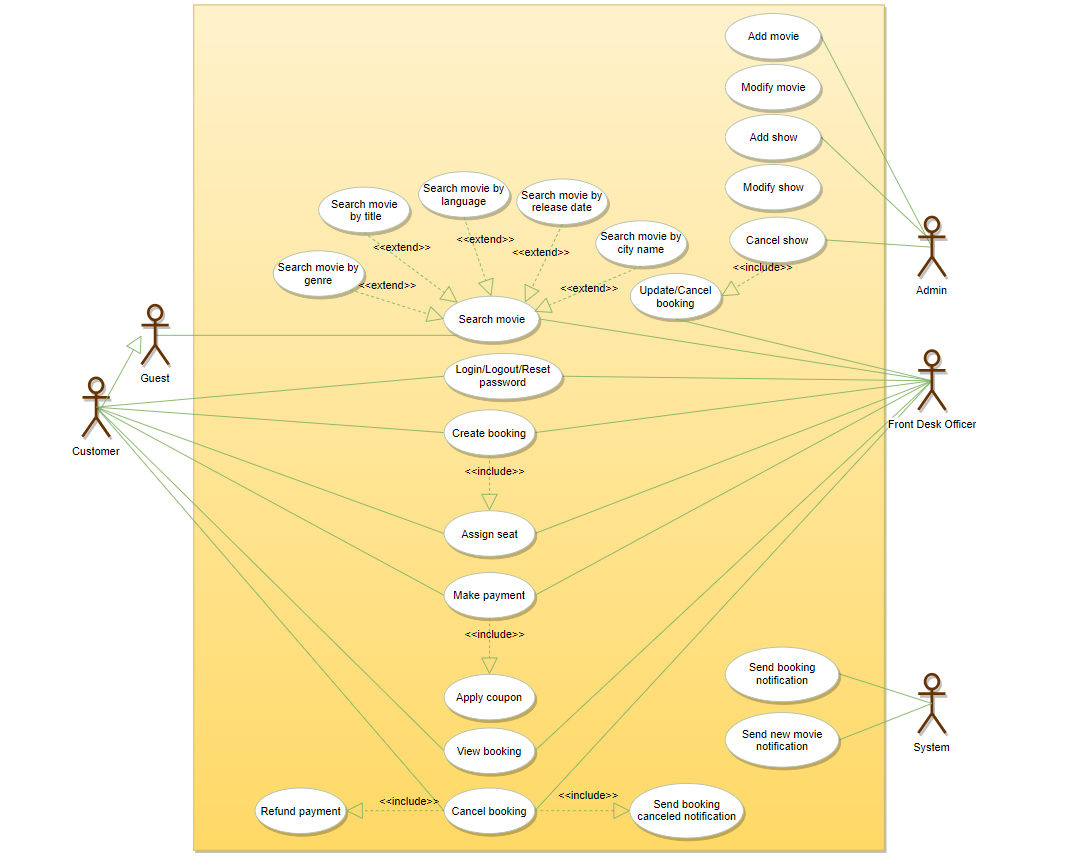 Add movie
Modify movie
Add show
Modify show
Cancel show
<<include>>
Update/Cancel
booking
Search movie by
language
Search movie by
release date
Search movie
by title
Search movie by
city name
Search movie by
genre
<<extend>>
<<extend>>
<<extend>>
<<extend>>
<<extend>>
Search movie
Admin
Guest
Customer
Login/Logout/Reset
password
Front Desk Officer
Create booking
<<include>>
Assign seat
Make payment
<<include>>
Apply coupon
View booking
Send booking
notification
Send new movie
notification
System
Refund payment
<<include>>
Cancel booking
<<include>>
Send booking
canceled notification